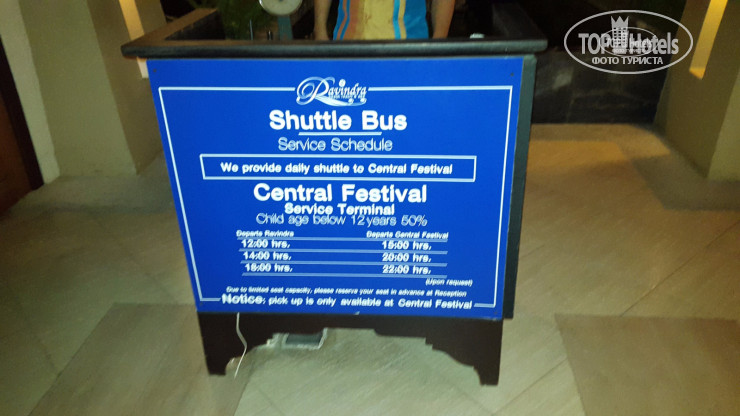 TOPHotels
ФОТО ТУРИСТА
Ravindra
Shuttle Bus
Service Schedule
We provide daily shuttle to Central Festival
Central Festival
Service Terminal
Child age below 12 years 50%
Departs Ravindra Departs Central Festival
12:00 hrs. 15:00 hrs.
14:00 hrs. 20:00 hrs.
18:00 hrs. 22:00 hrs.
(Upon request)
Due to limited seat capacity, please reserve your seat in advance at Reception
Notice: pick up is only available at Central Festival